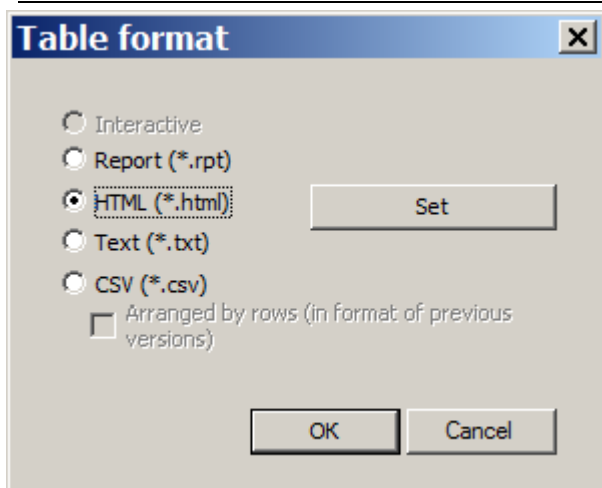 Table format
Interactive
Report (*.rpt)
HTML (*.html)
Set
Text (*.txt)
CSV (*.csv)
Arranged by rows (in format of previous
versions)
OK
Cancel